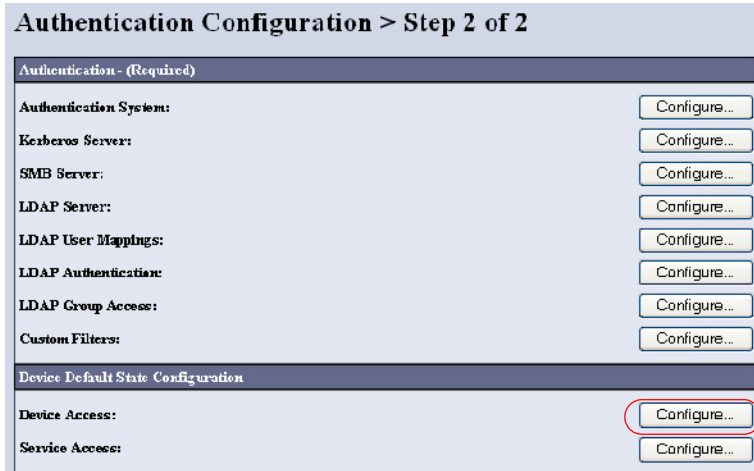 Authentication Configuration > Step 2 of 2
Authentication - (Required)
Authentication System: Configure...
Kerberos Server: Configure...
SMB Server: Configure...
LDAP Server: Configure...
LDAP User Mappings: Configure...
LDAP Authentication: Configure...
LDAP Group Access: Configure...
Custom Filters: Configure...
Device Default State Configuration
Device Access: Configure...
Service Access: Configure...